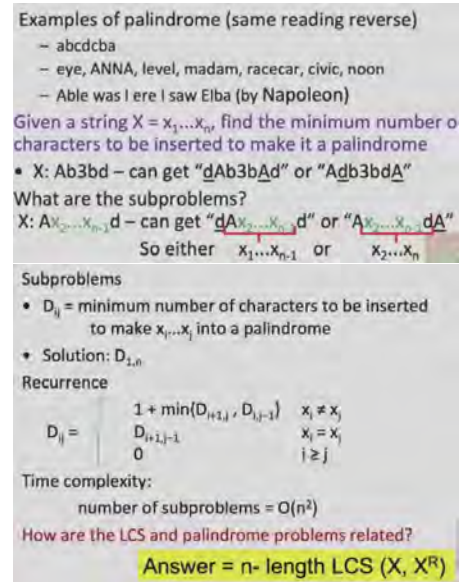 Examples of palindrome (same reading reverse)
– abcdcba
– eye, ANNA, level, madam, racecar, civic, noon
– Able was I ere I saw Elba (by Napoleon)
Given a string X = x₁...xₙ, find the minimum number o
characters to be inserted to make it a palindrome
• X: Ab3bd – can get “dAb3bAd” or “Adb3bdA”
What are the subproblems?
X: Ax₂...xₙ₋₁d – can get “dAx₂...xₙ₋₁d” or “Ax₂...xₙ₋₁dA”
So either x₁...xₙ₋₁ or x₂...xₙ
Subproblems
• Dᵢⱼ = minimum number of characters to be inserted
to make xᵢ...xⱼ into a palindrome
• Solution: D₁,ₙ
Recurrence
1 + min{Dᵢ₊₁,ⱼ , Dᵢ,ⱼ₋₁} xᵢ ≠ xⱼ
Dᵢⱼ = Dᵢ₊₁,ⱼ₋₁ xᵢ = xⱼ
0 i ≥ j
Time complexity:
number of subproblems = O(n²)
How are the LCS and palindrome problems related?
Answer = n- length LCS (X, Xᴿ)